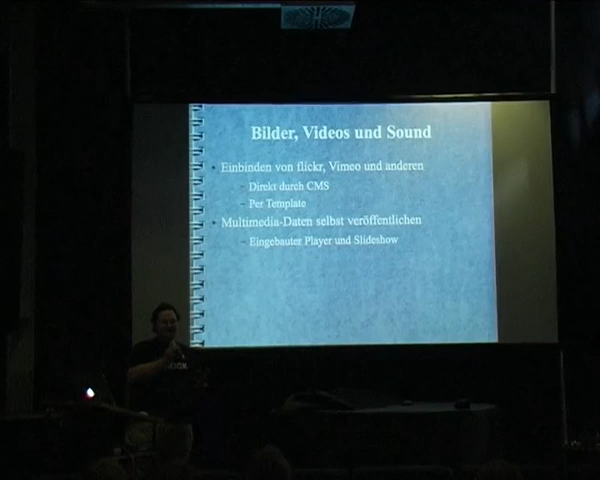 Bilder, Videos und Sound
• Einbinden von flickr, Vimeo und anderen
– Direkt durch CMS
– Per Template
• Multimedia-Daten selbst veröffentlichen
– Eingebauter Player und Slideshow